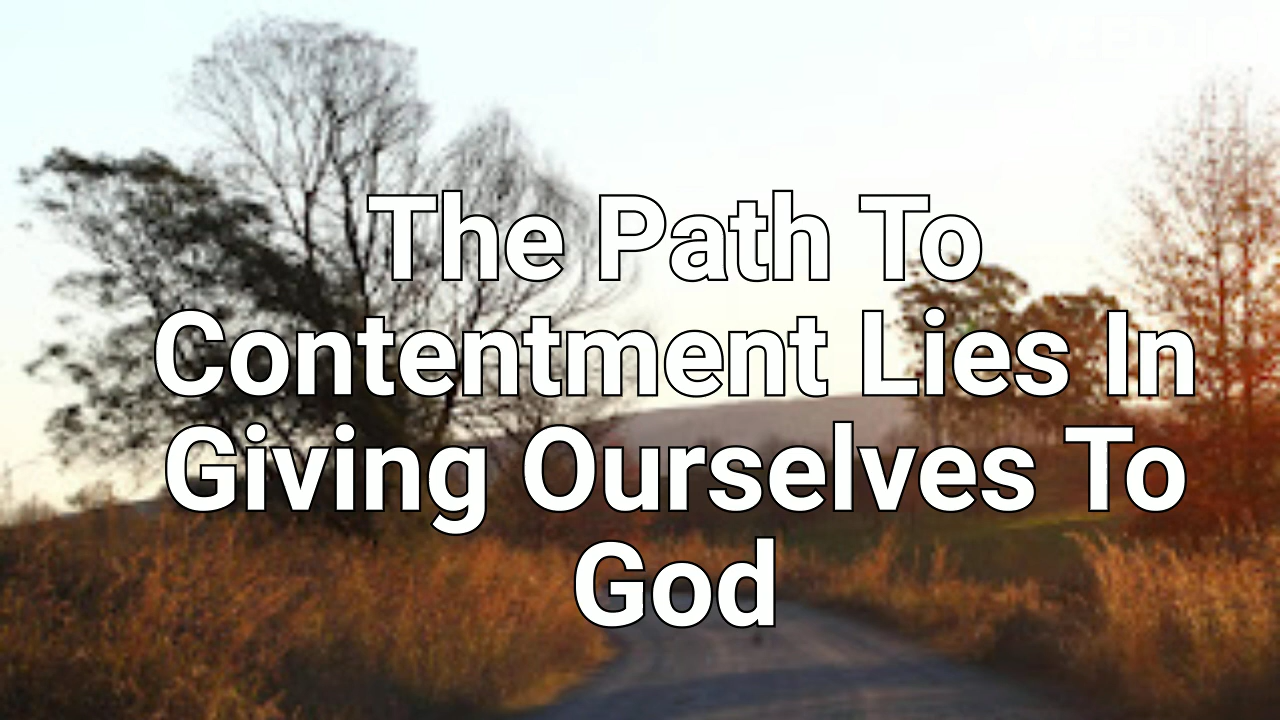 The Path To
Contentment Lies In
Giving Ourselves To
God